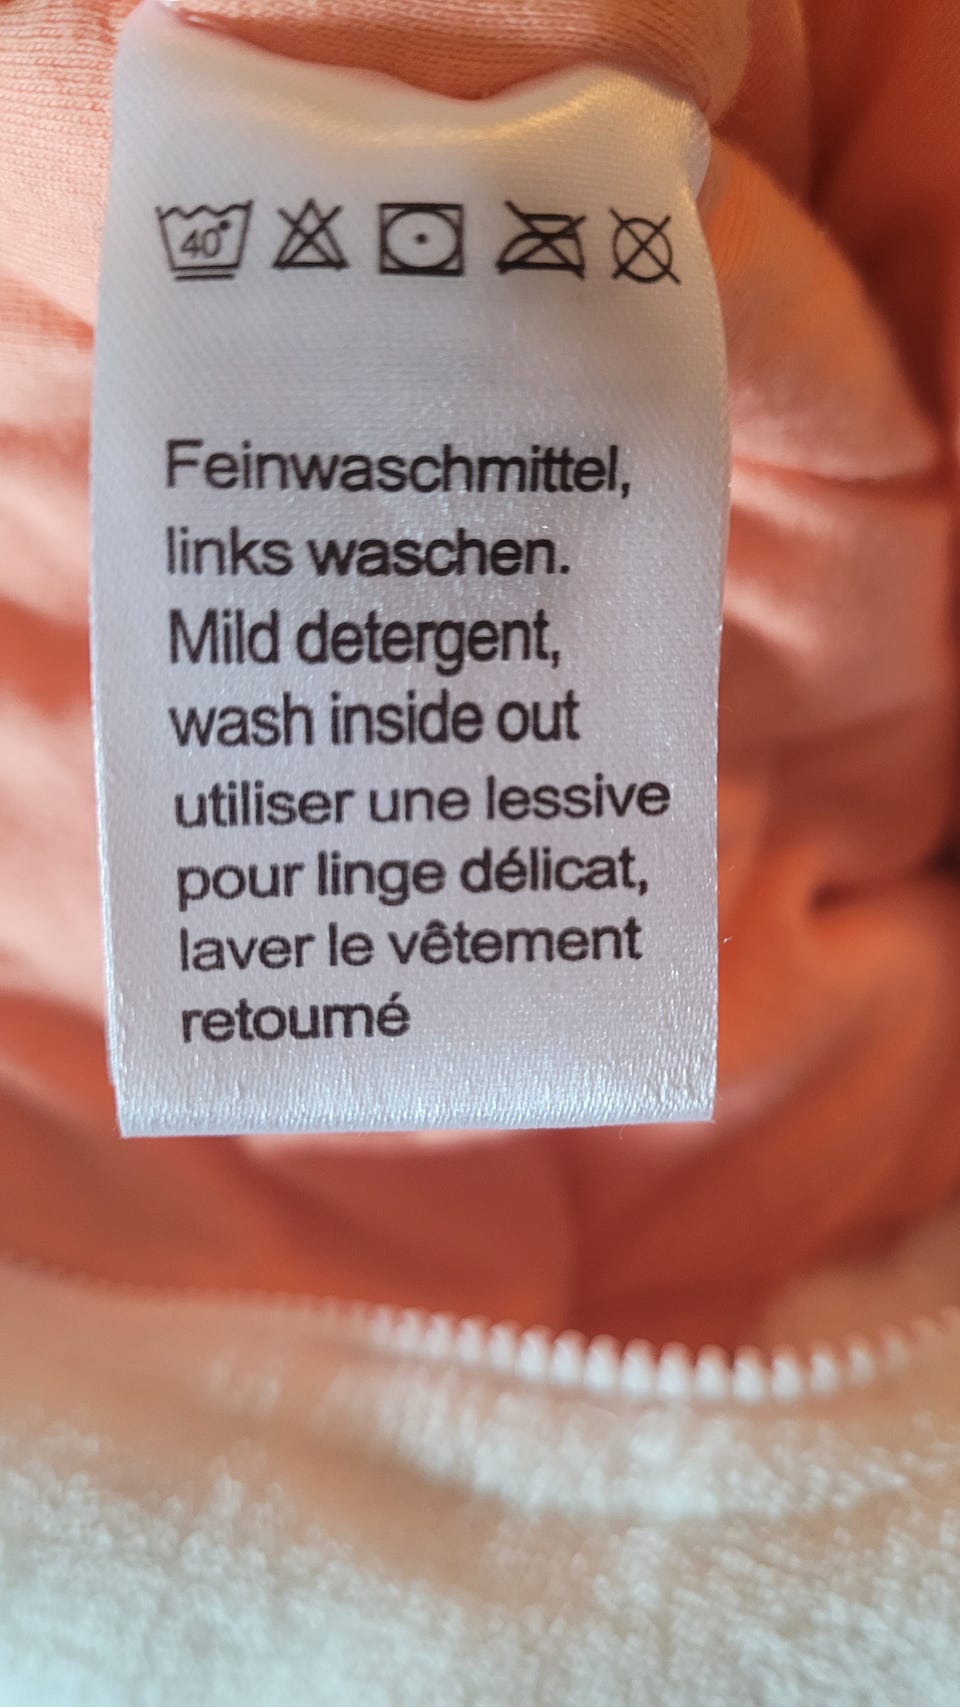 40°
Feinwaschmittel,
links waschen.
Mild detergent,
wash inside out
utiliser une lessive
pour linge délicat,
laver le vêtement
retourné